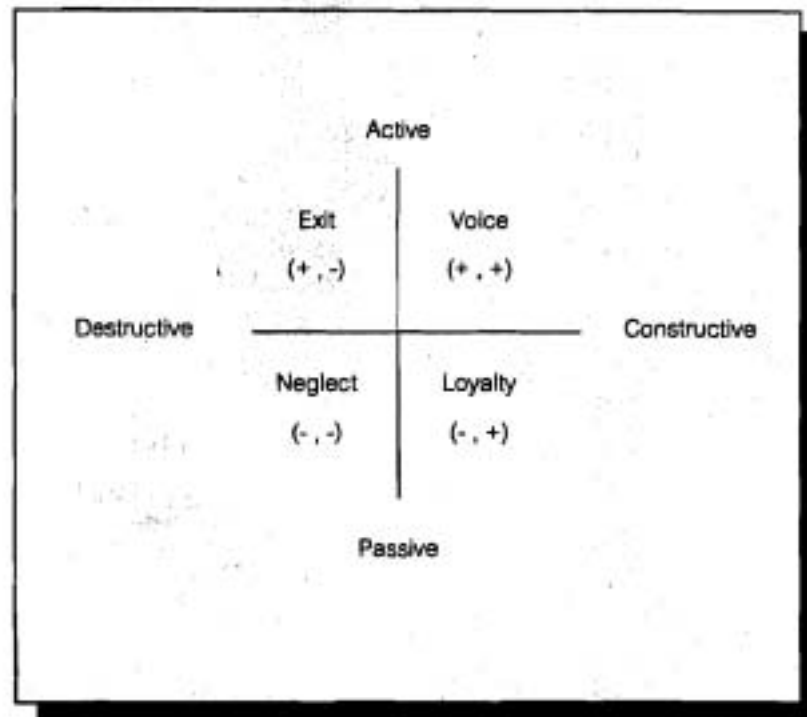 Active
Exit Voice
(+ , -) (+ , +)
Destructive Constructive
Neglect Loyalty
(- , -) (- , +)
Passive